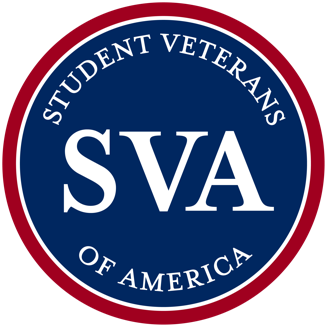 STUDENT VETERANS
SVA
OF AMERICA